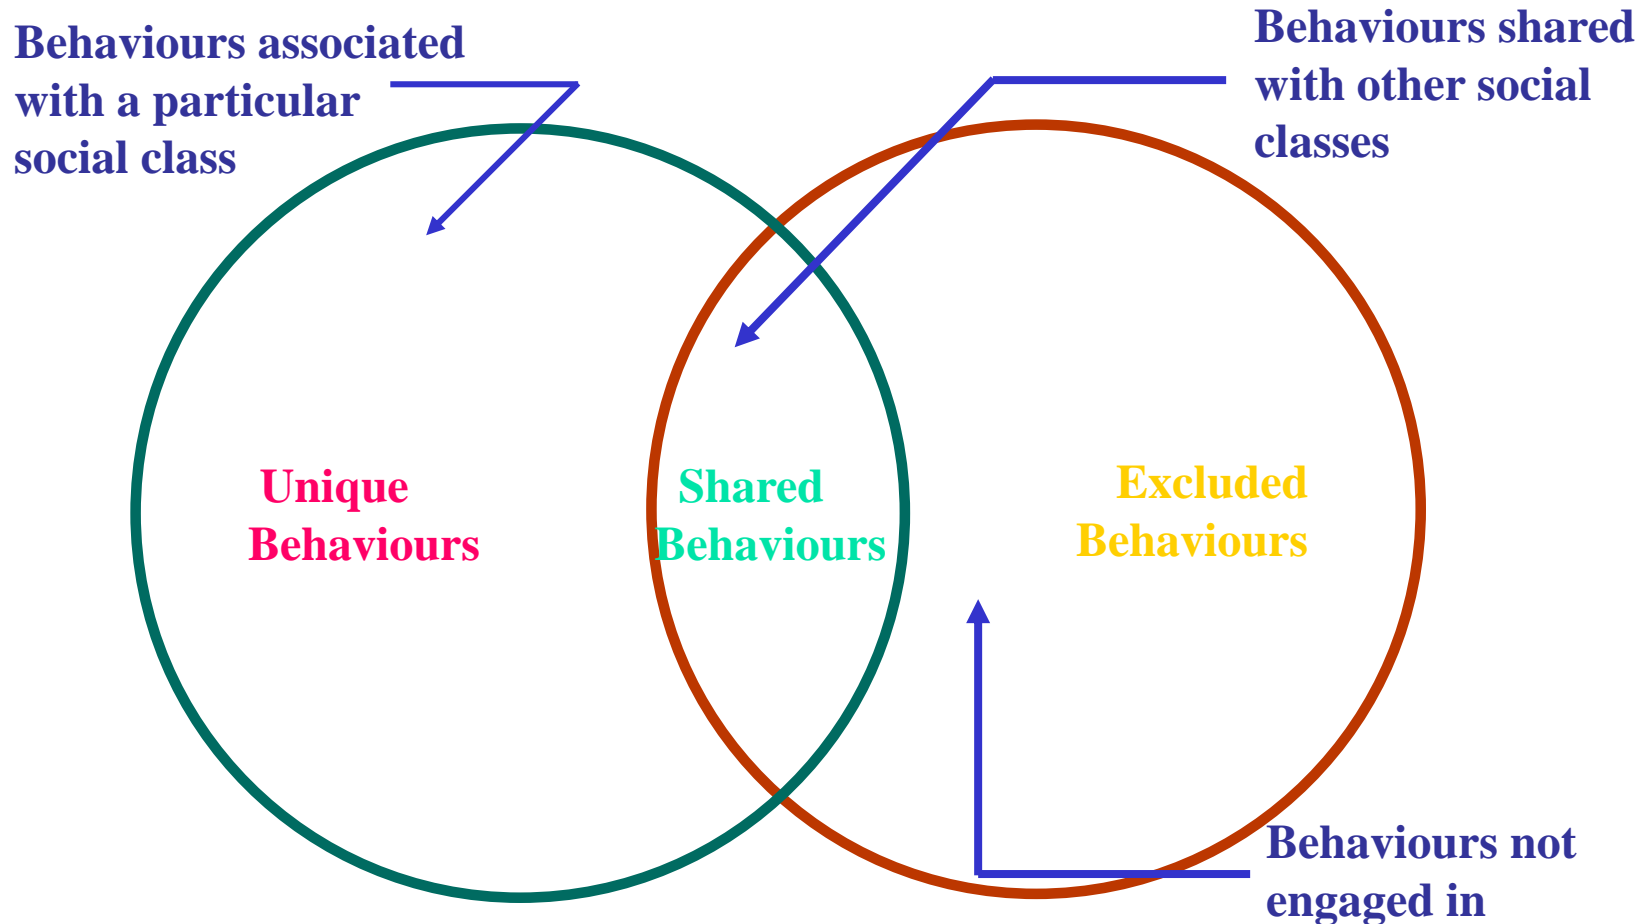 Behaviours associated
with a particular
social class
Behaviours shared
with other social
classes
Unique
Behaviours
Shared
Behaviours
Excluded
Behaviours
Behaviours not
engaged in